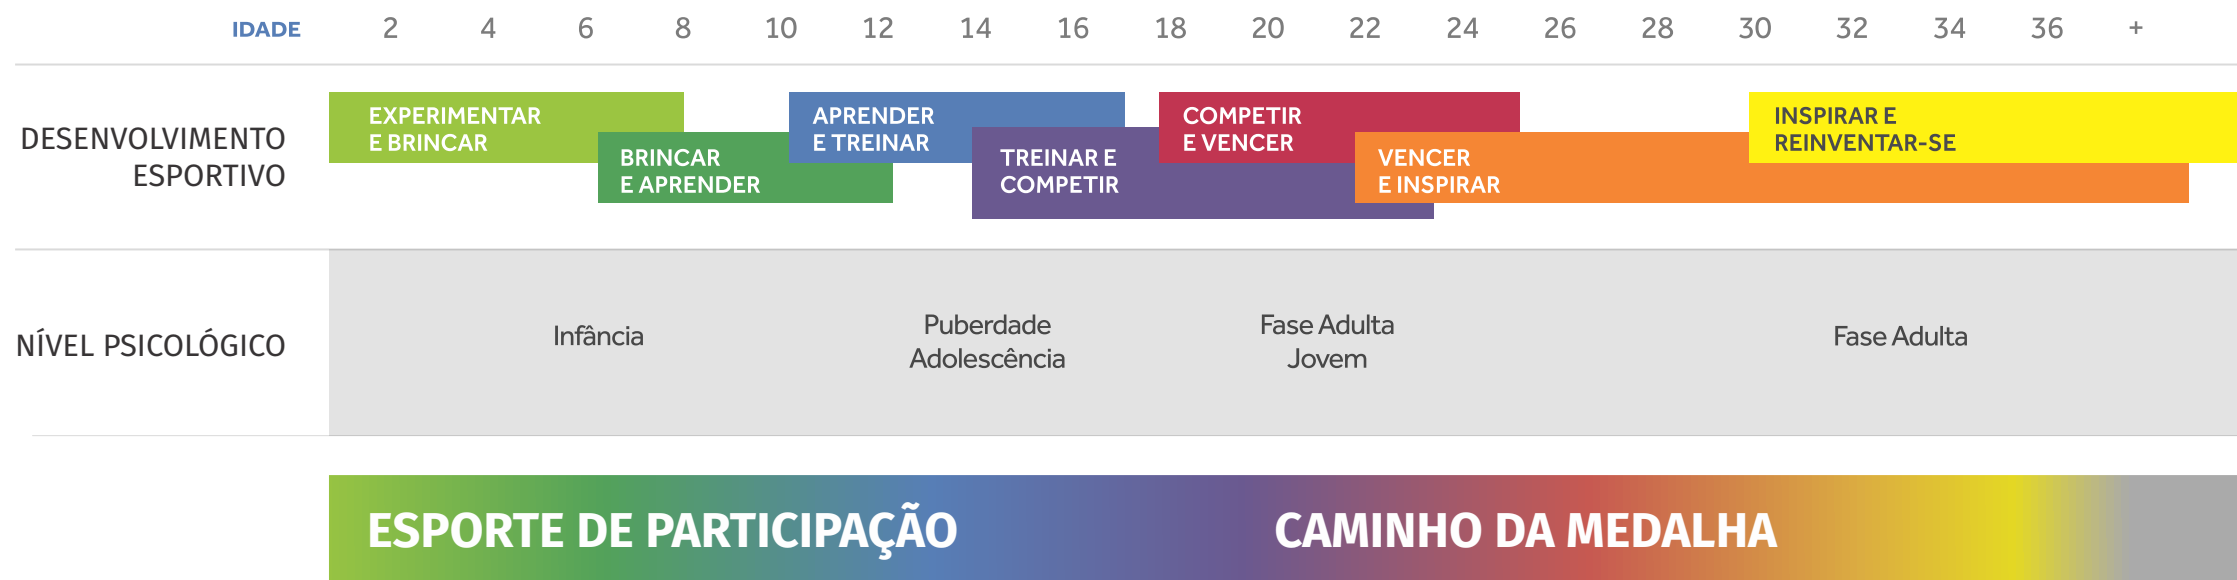 IDADE 2 4 6 8 10 12 14 16 18 20 22 24 26 28 30 32 34 36 +
DESENVOLVIMENTO
ESPORTIVO
EXPERIMENTAR
E BRINCAR
BRINCAR
E APRENDER
APRENDER
E TREINAR
TREINAR E
COMPETIR
COMPETIR
E VENCER
VENCER
E INSPIRAR
INSPIRAR E
REINVENTAR-SE
NÍVEL PSICOLÓGICO
Infância
Puberdade
Adolescência
Fase Adulta
Jovem
Fase Adulta
ESPORTE DE PARTICIPAÇÃO
CAMINHO DA MEDALHA